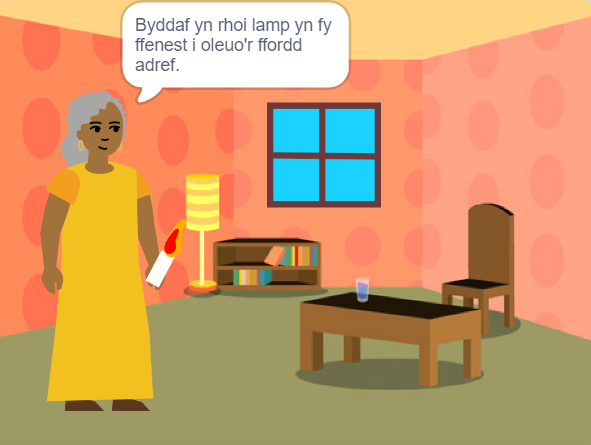 Byddaf yn rhoi lamp yn fy
ffenest i oleuo'r ffordd
adref.